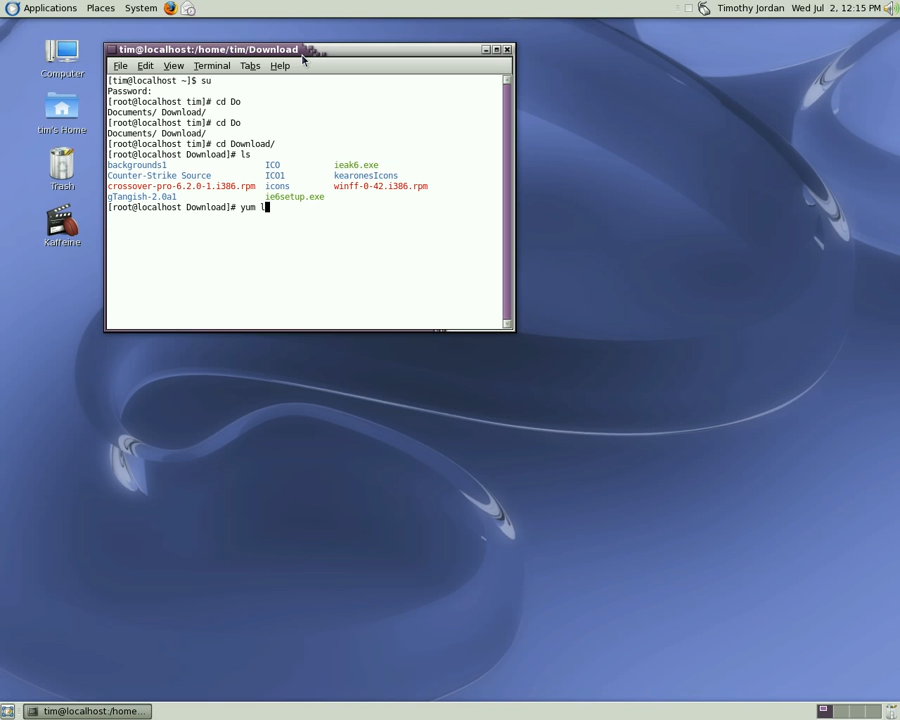 Applications Places System Timothy Jordan Wed Jul 2, 12:15 PM
Computer
tim's Home
Trash
Kaffeine
tim@localhost:/home/tim/Download
File Edit View Terminal Tabs Help
[tim@localhost ~]$ su
Password:
[root@localhost tim]# cd Do
Documents/ Download/
[root@localhost tim]# cd Do
Documents/ Download/
[root@localhost tim]# cd Download/
[root@localhost Download]# ls
backgrounds1 ICO ieak6.exe
Counter-Strike Source ICO1 kearonesIcons
crossover-pro-6.2.0-1.i386.rpm icons winff-0-42.i386.rpm
gTangish-2.0a1 ie6setup.exe
[root@localhost Download]# yum l
tim@localhost:/home...